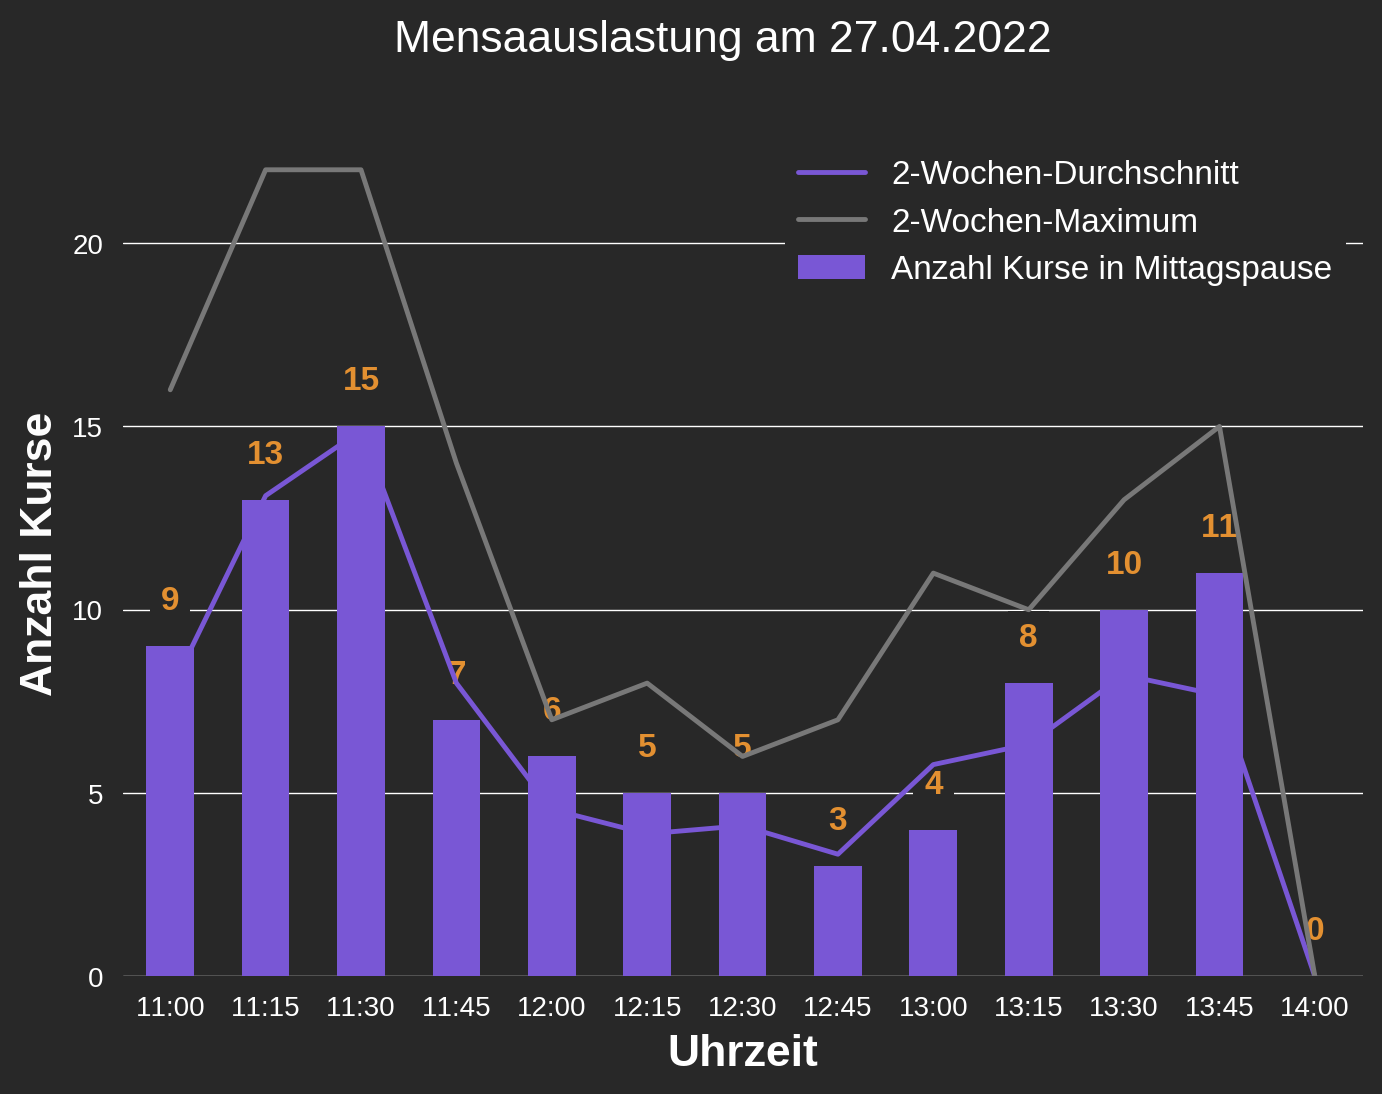 Mensaauslastung am 27.04.2022
2-Wochen-Durchschnitt
2-Wochen-Maximum
Anzahl Kurse in Mittagspause
Anzahl Kurse
20
15
10
5
0
9
13
15
7
6
5
5
3
4
8
10
11
0
11:00 11:15 11:30 11:45 12:00 12:15 12:30 12:45 13:00 13:15 13:30 13:45 14:00
Uhrzeit